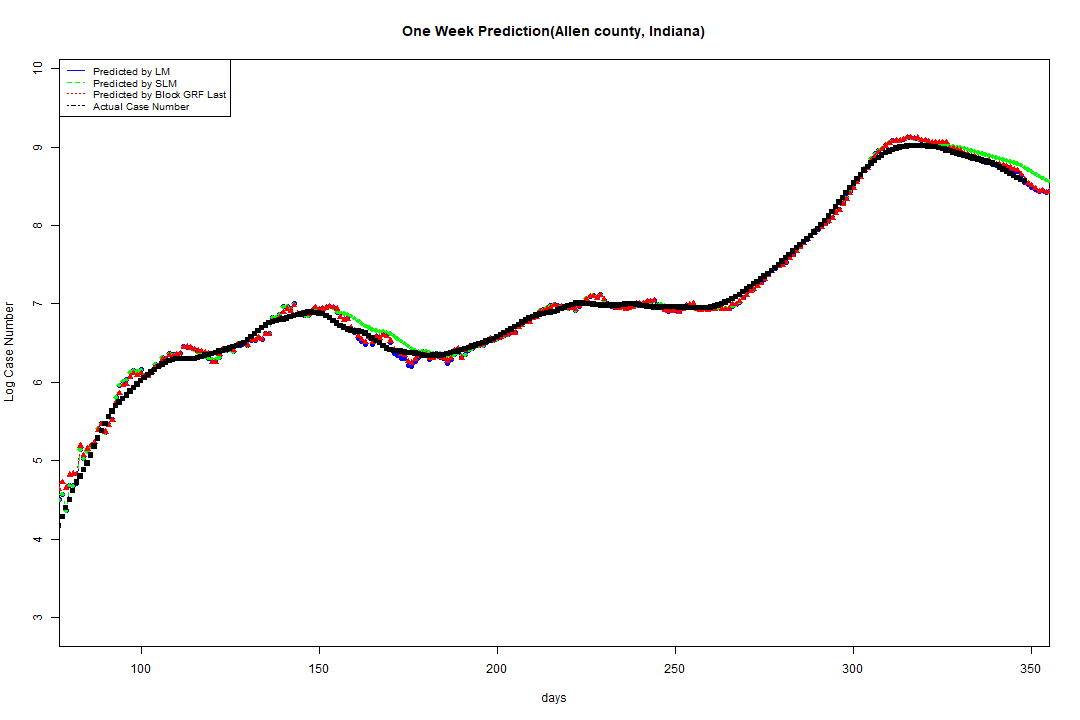 One Week Prediction(Allen county, Indiana)
Predicted by LM
Predicted by SLM
Predicted by Block GRF Last
Actual Case Number
10
9
8
7
6
5
4
3
Log Case Number
100 150 200 250 300 350
days